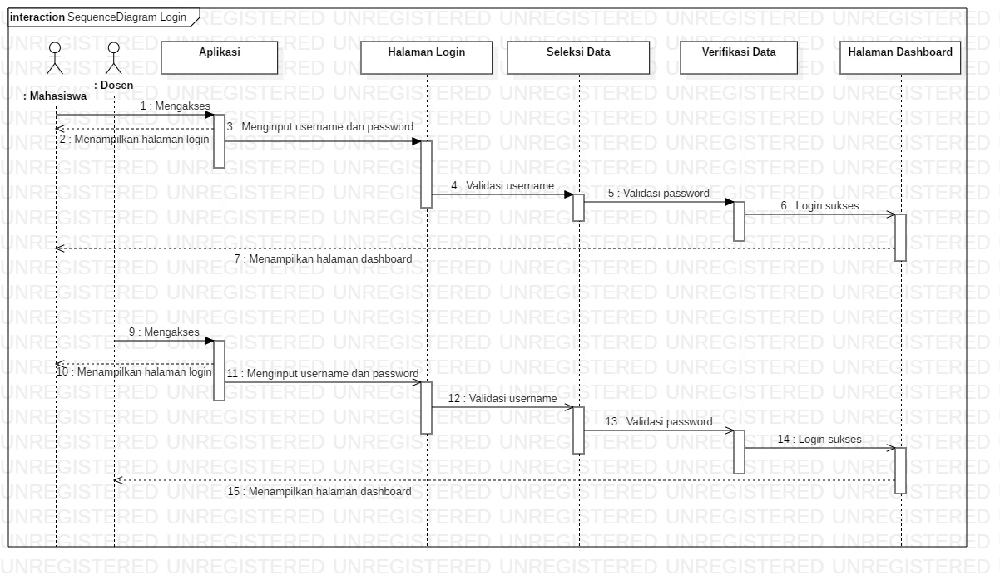 interaction SequenceDiagram Login
Aplikasi
Halaman Login
Seleksi Data
Verifikasi Data
Halaman Dashboard
: Dosen
: Mahasiswa
1 : Mengakses
2 : Menampilkan halaman login
3 : Menginput username dan password
4 : Validasi username
5 : Validasi password
6 : Login sukses
7 : Menampilkan halaman dashboard
9 : Mengakses
10 : Menampilkan halaman login
11 : Menginput username dan password
12 : Validasi username
13 : Validasi password
14 : Login sukses
15 : Menampilkan halaman dashboard
UNREGISTERED